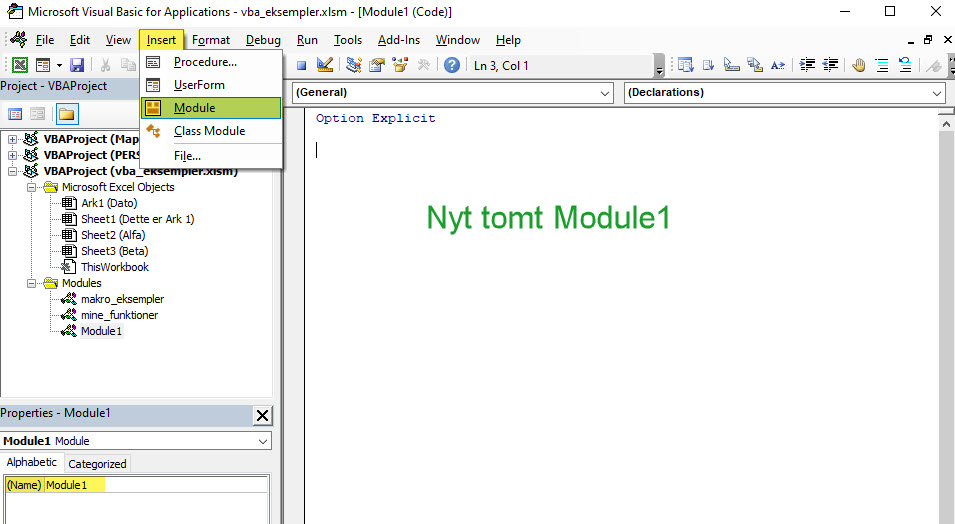 Microsoft Visual Basic for Applications - vba_eksempler.xlsm - [Module1 (Code)]
File Edit View Insert Format Debug Run Tools Add-Ins Window Help
Ln 3, Col 1
Procedure...
UserForm
Module
Class Module
File...
Project - VBAProject
VBAProject (Map
VBAProject (PERS
VBAProject (vba_eksempler.xlsm)
Microsoft Excel Objects
Ark1 (Dato)
Sheet1 (Dette er Ark 1)
Sheet2 (Alfa)
Sheet3 (Beta)
ThisWorkbook
Modules
makro_eksempler
mine_funktioner
Module1
Properties - Module1
Module1 Module
Alphabetic Categorized
(Name) Module1
(General) (Declarations)
Option Explicit
Nyt tomt Module1